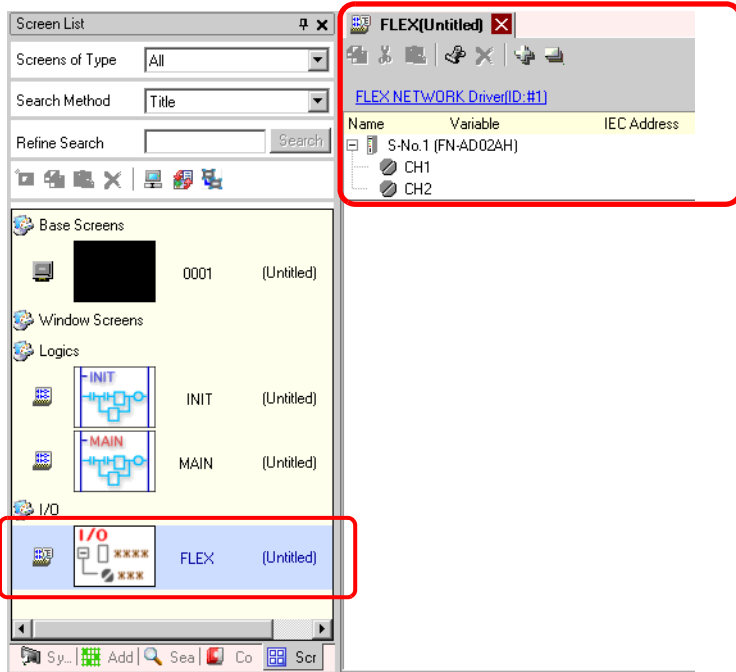 Screen List
Screens of Type All
Search Method Title
Refine Search Search
Base Screens
0001 (Untitled)
Window Screens
Logics
INIT
INIT (Untitled)
MAIN
MAIN (Untitled)
I/O
I/O
****
***
FLEX (Untitled)
Sy... Add Sea Co Scr
FLEX(Untitled)
FLEX NETWORK Driver(ID:#1)
Name Variable IEC Address
S-No.1 (FN-AD02AH)
CH1
CH2